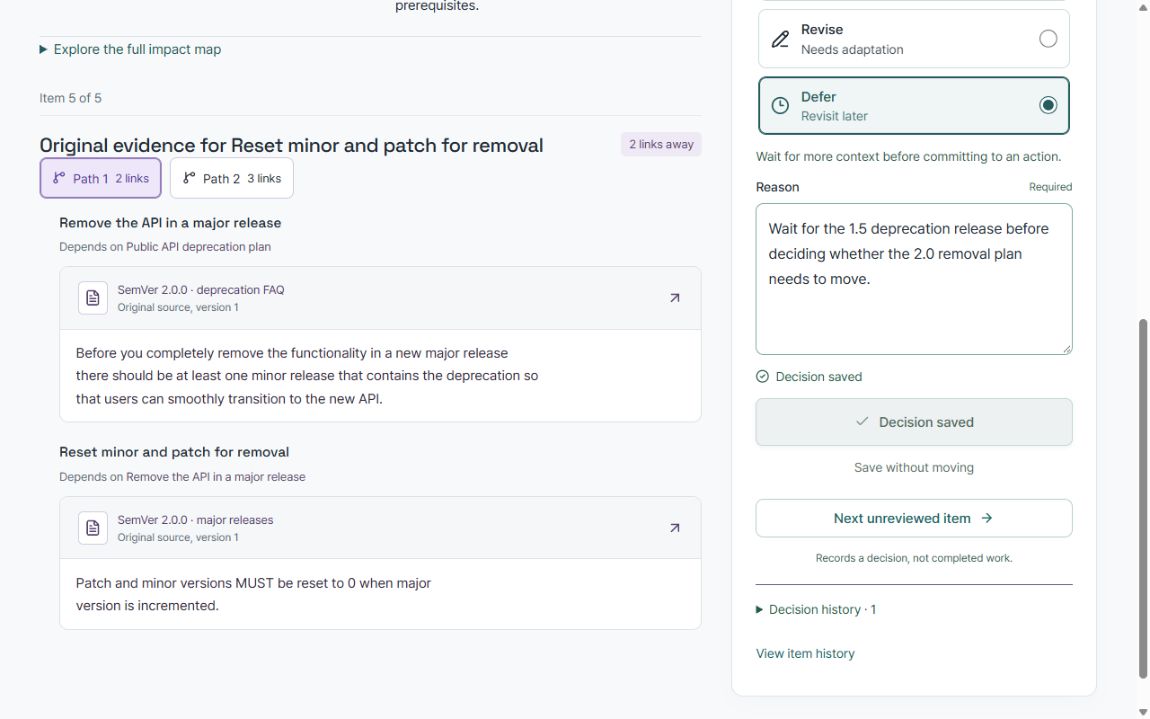 prerequisites.
Explore the full impact map
Item 5 of 5
Original evidence for Reset minor and patch for removal
2 links away
Path 1 2 links
Path 2 3 links
Remove the API in a major release
Depends on Public API deprecation plan
SemVer 2.0.0 · deprecation FAQ
Original source, version 1
Before you completely remove the functionality in a new major release
there should be at least one minor release that contains the deprecation so
that users can smoothly transition to the new API.
Reset minor and patch for removal
Depends on Remove the API in a major release
SemVer 2.0.0 · major releases
Original source, version 1
Patch and minor versions MUST be reset to 0 when major
version is incremented.
Revise
Needs adaptation
Defer
Revisit later
Wait for more context before committing to an action.
Reason
Required
Wait for the 1.5 deprecation release before
deciding whether the 2.0 removal plan
needs to move.
Decision saved
Decision saved
Save without moving
Next unreviewed item
Records a decision, not completed work.
Decision history · 1
View item history